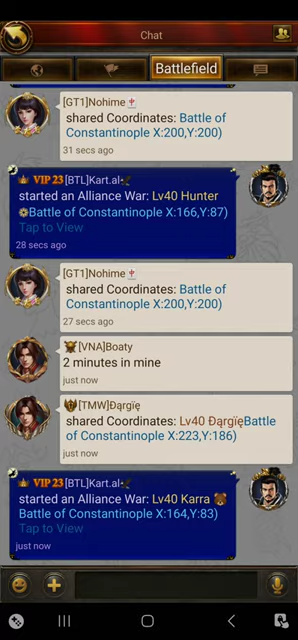 Chat
Battlefield
[GT1]Nohime🀄
shared Coordinates: Battle of
Constantinople X:200,Y:200)
31 secs ago
VIP 23 [BTL]Kart.al
started an Alliance War: Lv40 Hunter
Battle of Constantinople X:166,Y:87)
Tap to View
28 secs ago
[GT1]Nohime🀄
shared Coordinates: Battle of
Constantinople X:200,Y:200)
27 secs ago
[VNA]Boaty
2 minutes in mine
just now
[TMW]Đąrgïę
shared Coordinates: Lv40 ĐąrgïęBattle
of Constantinople X:223,Y:186)
just now
VIP 23 [BTL]Kart.al
started an Alliance War: Lv40 Karra 🐻
Battle of Constantinople X:164,Y:83)
Tap to View
just now